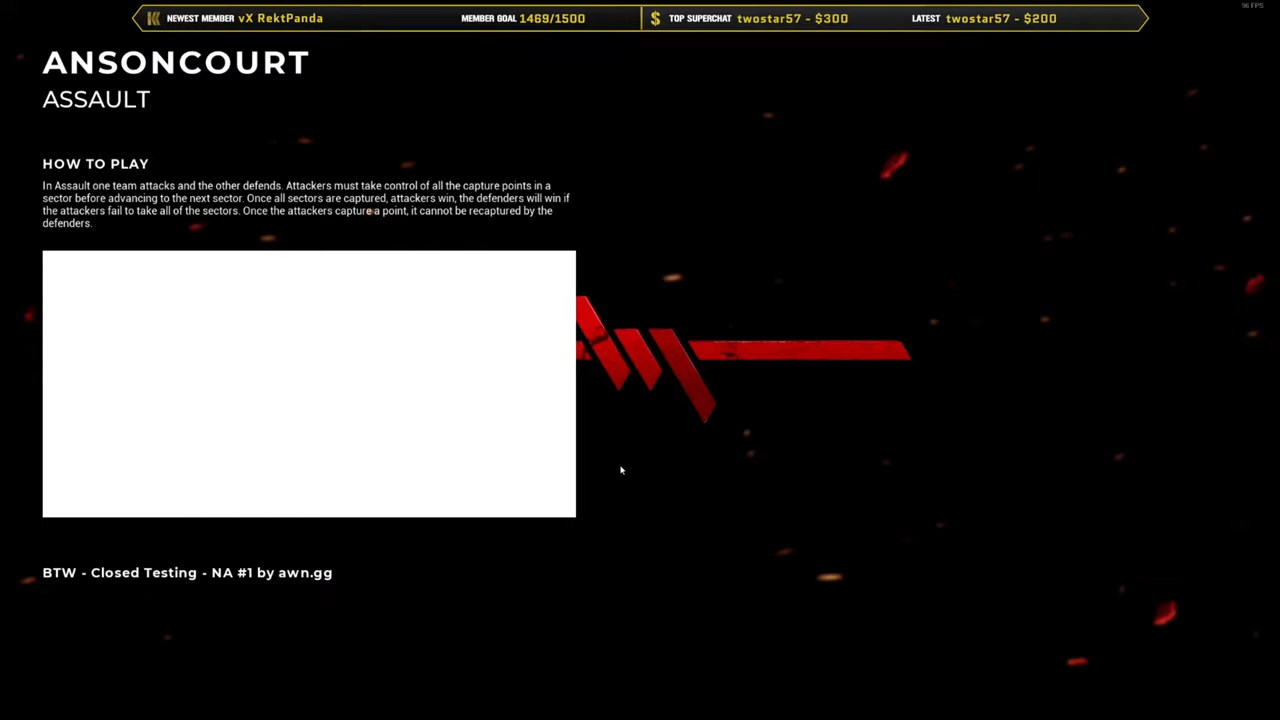 NEWEST MEMBER vX RektPanda MEMBER GOAL 1469/1500 $ TOP SUPERCHAT twostar57 - $300 LATEST twostar57 - $200
96 FPS
ANSONCOURT
ASSAULT
HOW TO PLAY
In Assault one team attacks and the other defends. Attackers must take control of all the capture points in a
sector before advancing to the next sector. Once all sectors are captured, attackers win, the defenders will win if
the attackers fail to take all of the sectors. Once the attackers capture a point, it cannot be recaptured by the
defenders.
BTW - Closed Testing - NA #1 by awn.gg